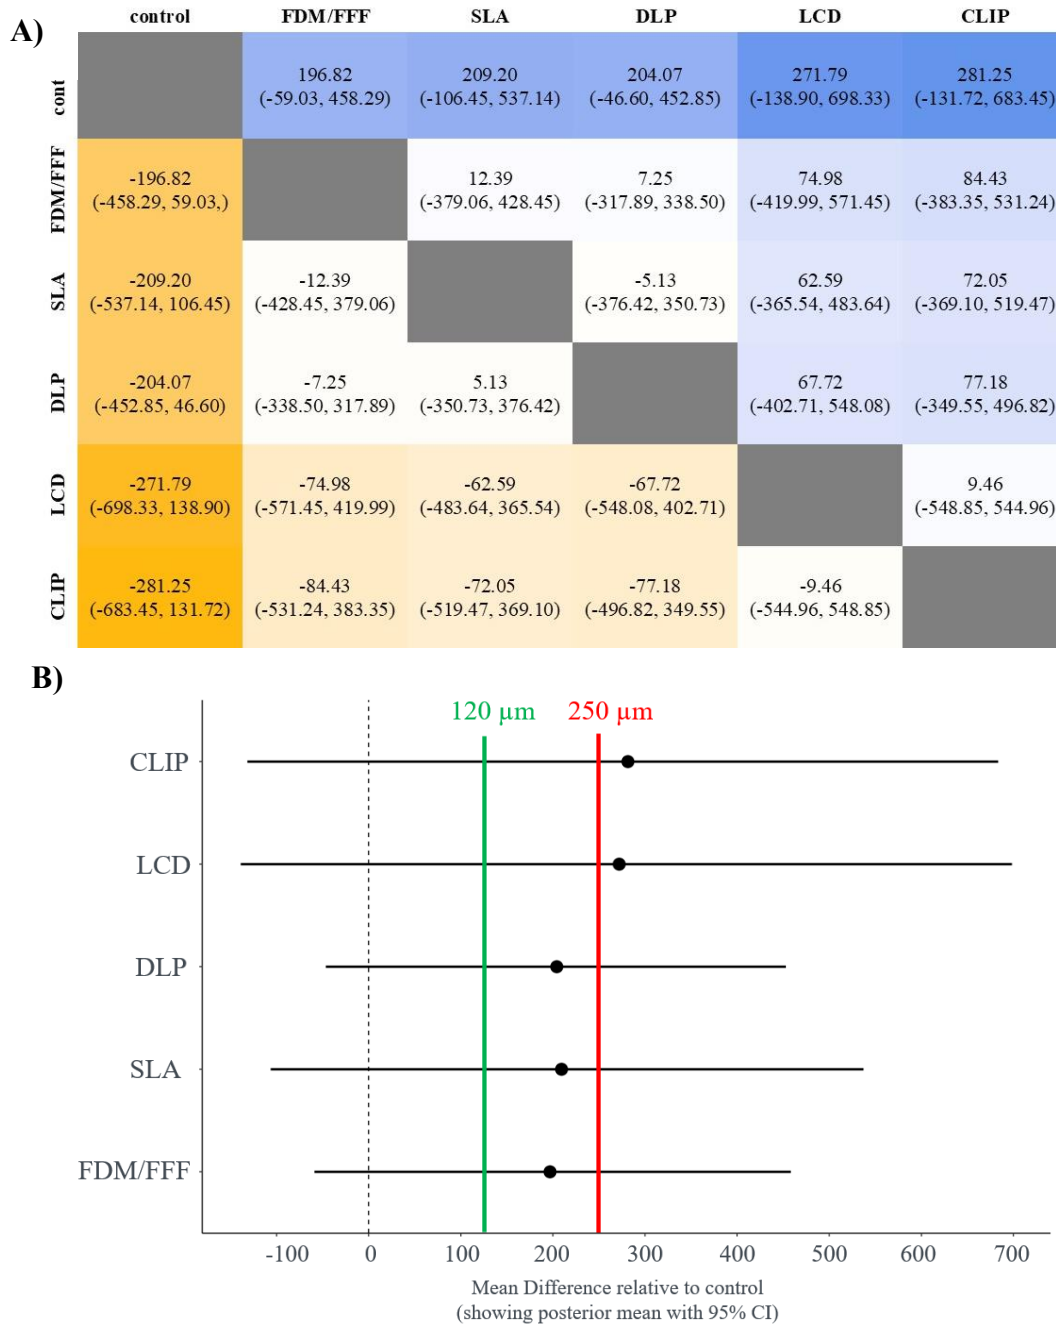 A)
control FDM/FFF SLA DLP LCD CLIP
cont
196.82 209.20 204.07 271.79 281.25
(-59.03, 458.29) (-106.45, 537.14) (-46.60, 452.85) (-138.90, 698.33) (-131.72, 683.45)
FDM/FFF
-196.82 12.39 7.25 74.98 84.43
(-458.29, 59.03,) (-379.06, 428.45) (-317.89, 338.50) (-419.99, 571.45) (-383.35, 531.24)
SLA
-209.20 -12.39 -5.13 62.59 72.05
(-537.14, 106.45) (-428.45, 379.06) (-376.42, 350.73) (-365.54, 483.64) (-369.10, 519.47)
DLP
-204.07 -7.25 5.13 67.72 77.18
(-452.85, 46.60) (-338.50, 317.89) (-350.73, 376.42) (-402.71, 548.08) (-349.55, 496.82)
LCD
-271.79 -74.98 -62.59 -67.72 9.46
(-698.33, 138.90) (-571.45, 419.99) (-483.64, 365.54) (-548.08, 402.71) (-548.85, 544.96)
CLIP
-281.25 -84.43 -72.05 -77.18 -9.46
(-683.45, 131.72) (-531.24, 383.35) (-519.47, 369.10) (-496.82, 349.55) (-544.96, 548.85)
B)
120 µm 250 µm
CLIP
LCD
DLP
SLA
FDM/FFF
-100 0 100 200 300 400 500 600 700
Mean Difference relative to control
(showing posterior mean with 95% CI)